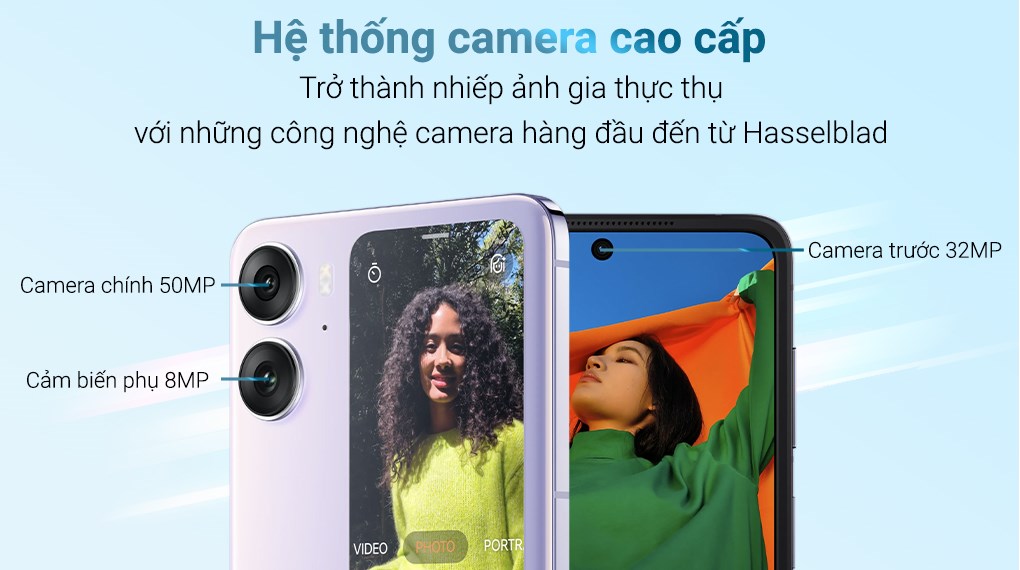 Hệ thống camera cao cấp
Trở thành nhiếp ảnh gia thực thụ
với những công nghệ camera hàng đầu đến từ Hasselblad
Camera trước 32MP
Camera chính 50MP
Cảm biến phụ 8MP
VIDEO PHOTO PORTR